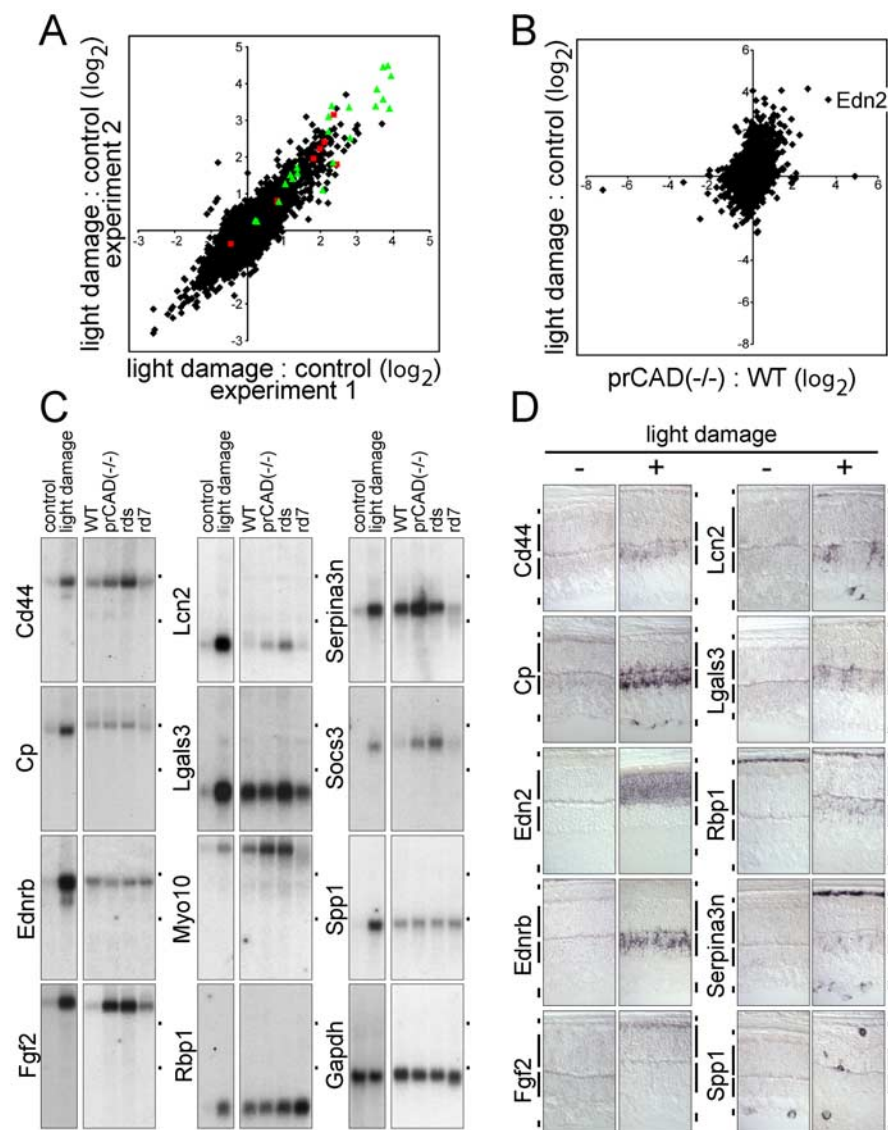 A
light damage : control (log2)
experiment 2
5
4
3
2
1
-3 -2 1 2 3 4 5
-1
-2
-3
light damage : control (log2)
experiment 1
B
light damage : control (log2)
6
4
2
-8 -6 -4 -2 2 4 6
-2
-4
-6
-8
Edn2
prCAD(-/-) : WT (log2)
C
control
light damage
WT
prCAD(-/-)
rds
rd7
control
light damage
WT
prCAD(-/-)
rds
rd7
control
light damage
WT
prCAD(-/-)
rds
rd7
Cd44
Lcn2
Serpina3n
Cp
Lgals3
Socs3
Ednrb
Myo10
Spp1
Fgf2
Rbp1
Gapdh
D
light damage
- + - +
Cd44
Lcn2
Cp
Lgals3
Edn2
Rbp1
Ednrb
Serpina3n
Fgf2
Spp1